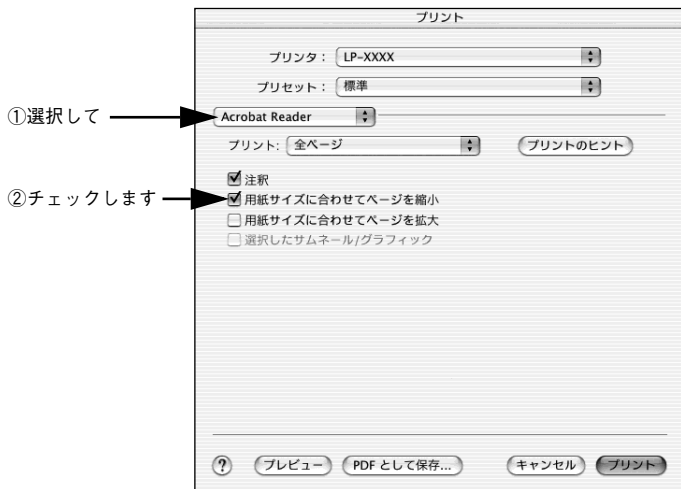 プリント
プリンタ： LP-XXXX
プリセット： 標準
①選択して
Acrobat Reader
プリント: 全ページ
プリントのヒント
注釈
②チェックします
用紙サイズに合わせてページを縮小
用紙サイズに合わせてページを拡大
選択したサムネール/グラフィック
? プレビュー PDF として保存... キャンセル プリント